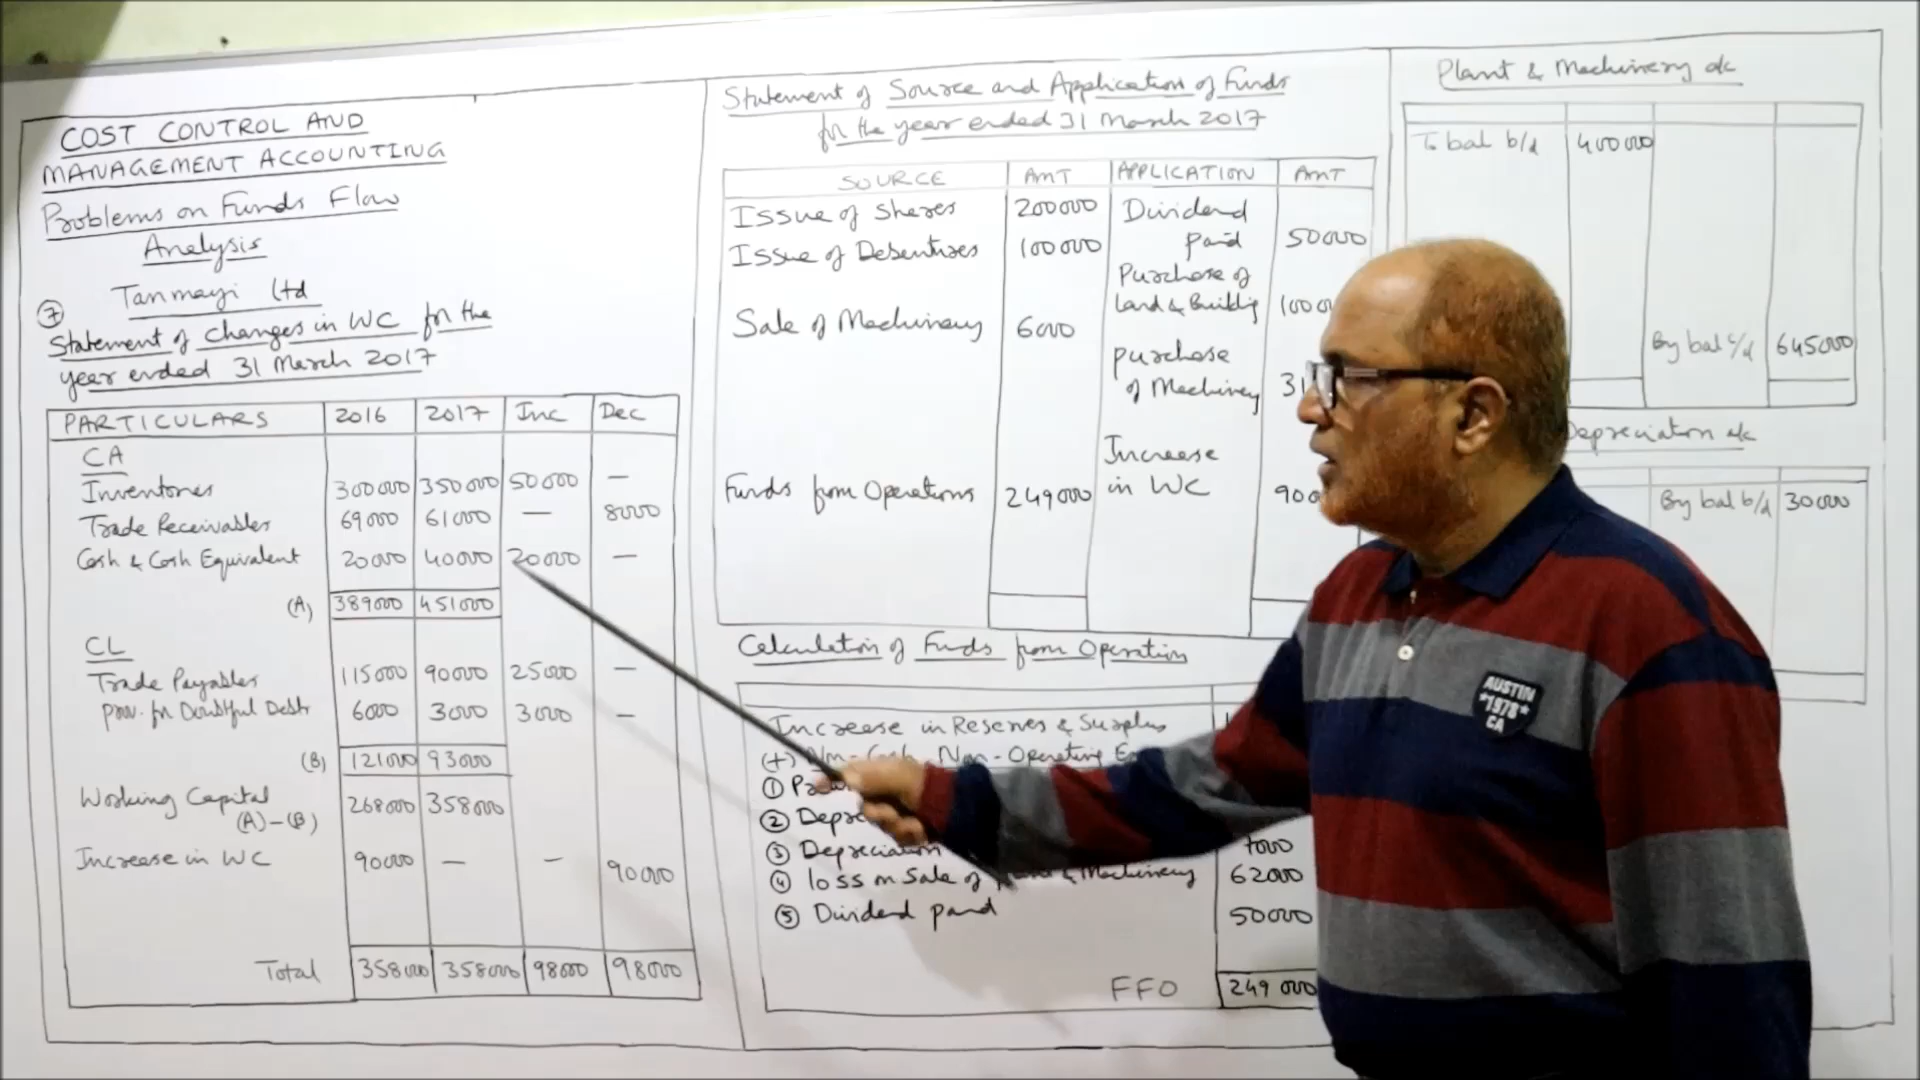 COST CONTROL AND
MANAGEMENT ACCOUNTING
Problems on Funds Flow
Analysis
Tanmayi Ltd
7
Statement of changes in WC for the
year ended 31 March 2017
PARTICULARS 2016 2017 Inc Dec
CA
Inventories 300000 350000 50000 —
Trade Receivables 69000 61000 — 8000
Cash & Cash Equivalent 20000 40000 20000 —
(A) 389000 451000
CL
Trade Payables 115000 90000 25000 —
Prov. for Doubtful Debts 6000 3000 3000 —
(B) 121000 93000
Working Capital 268000 358000
(A)-(B)
Increase in WC 90000 — — 90000
Total 358000 358000 98000 98000
Statement of Source and Application of Funds
for the year ended 31 March 2017
SOURCE AMT APPLICATION AMT
Issue of Shares 200000 Dividend
paid 50000
Issue of Debentures 100000
Purchase of
Land & Building
Sale of Machinery 6000
purchase
of Machinery
Increase
Funds from Operations 249000 in WC
Calculation of Funds from Operation
Increase in Reserves & Surplus
(+) Non-Cash, Non-Operating
①
②
③ Depreciation 7000
④ loss on Sale of Machinery 62000
⑤ Dividend paid 50000
FFO 249000
Plant & Machinery a/c
To bal b/d 400000
By bal c/d 645000
Depreciation a/c
By bal b/d 30000
AUSTIN
*1978*
CA